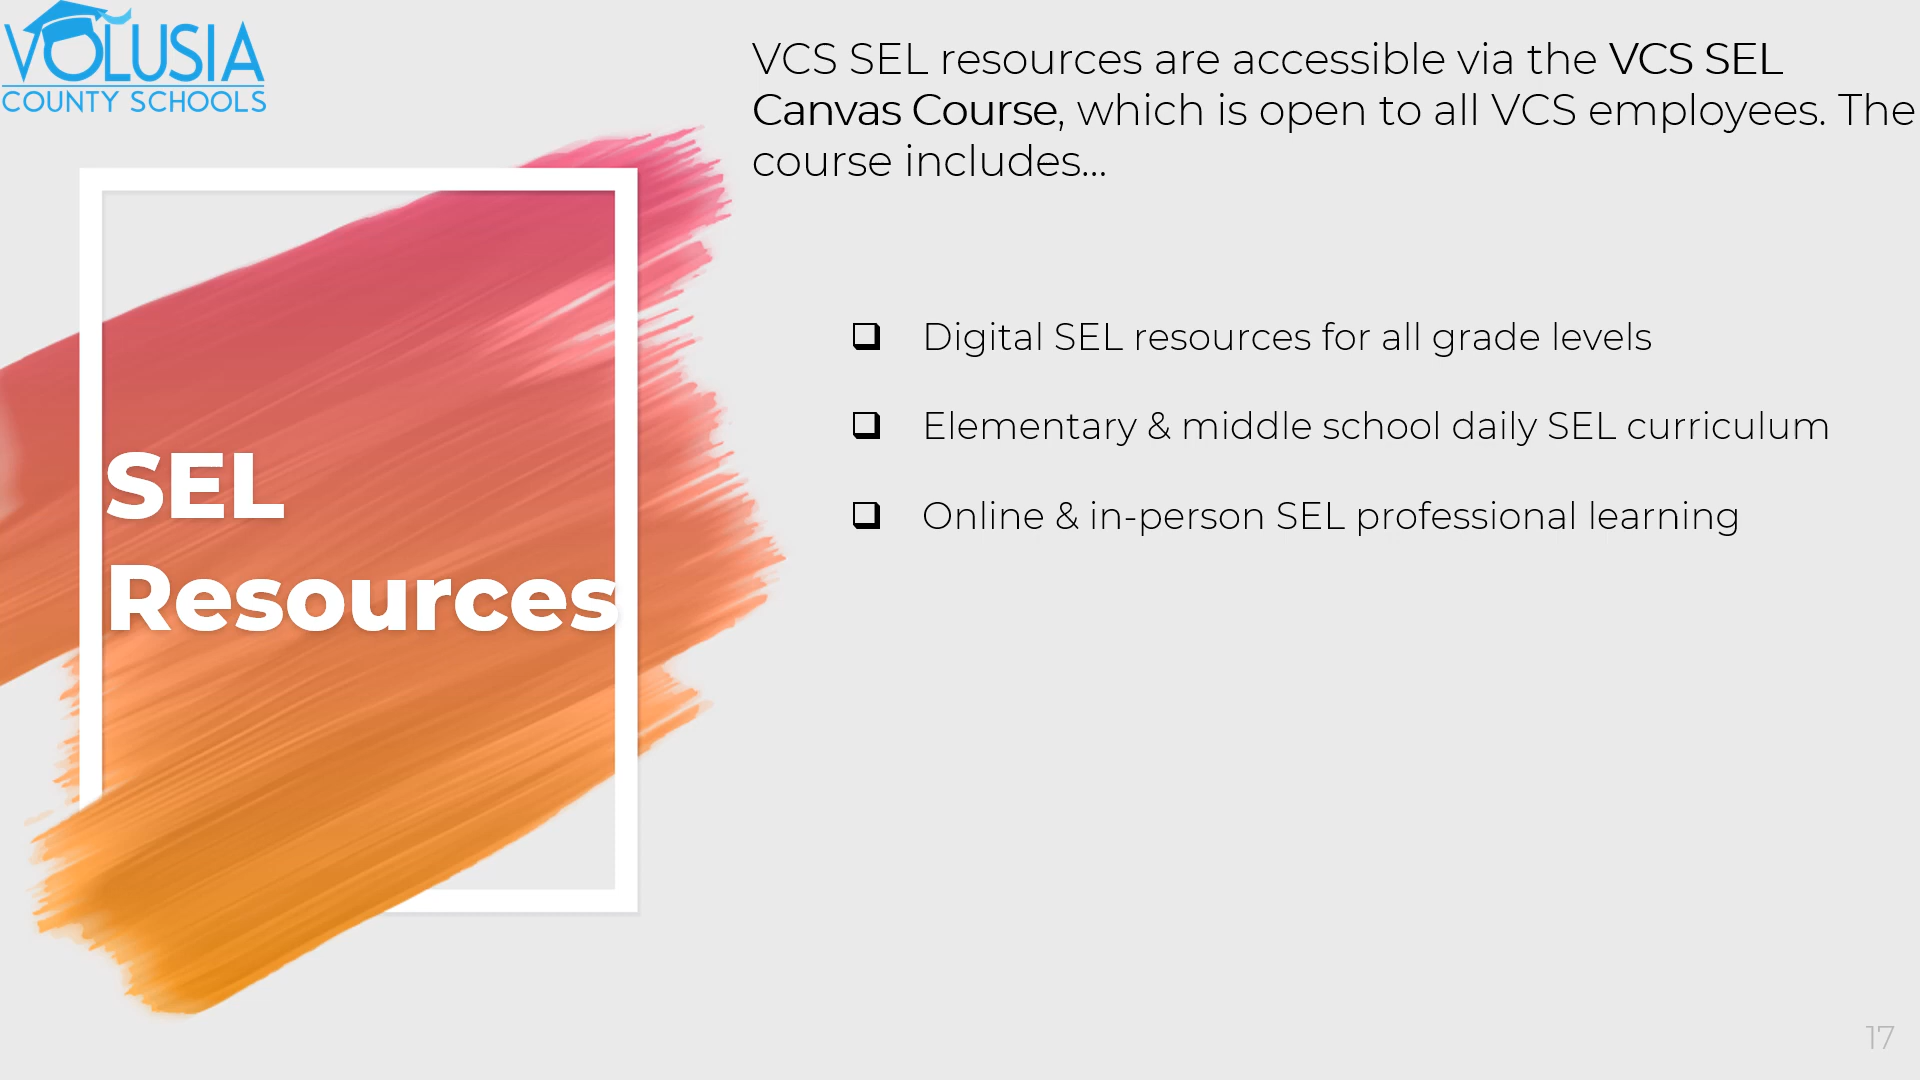 VOLUSIA
COUNTY SCHOOLS
SEL
Resources
VCS SEL resources are accessible via the VCS SEL
Canvas Course, which is open to all VCS employees. The
course includes...
❑ Digital SEL resources for all grade levels
❑ Elementary & middle school daily SEL curriculum
❑ Online & in-person SEL professional learning
17